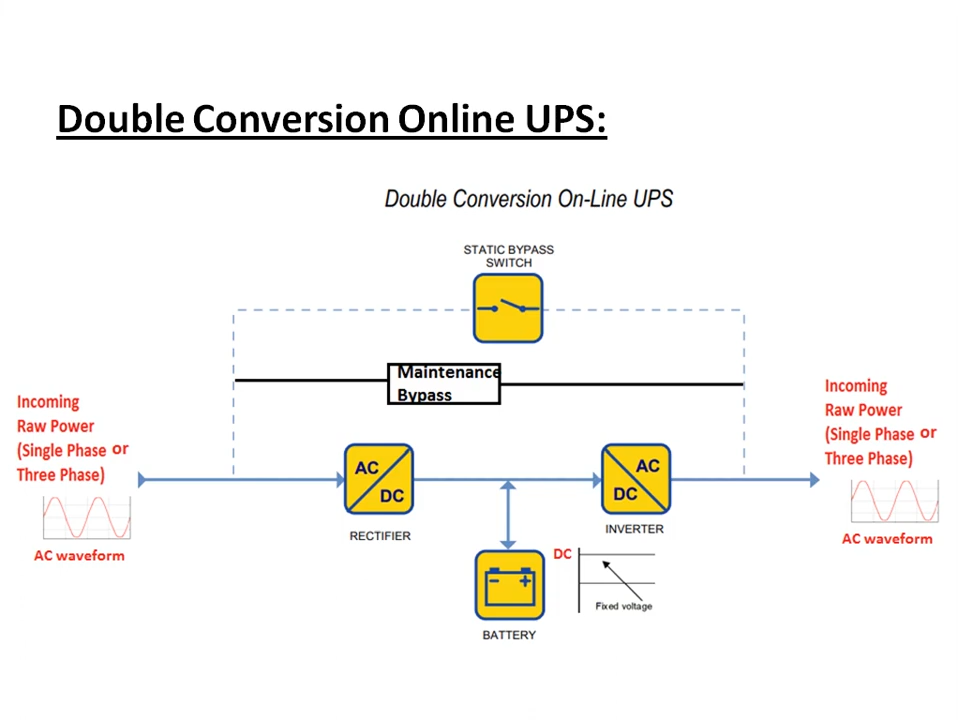 Double Conversion Online UPS:
Double Conversion On-Line UPS
STATIC BYPASS
SWITCH
Maintenance
Bypass
Incoming
Raw Power
(Single Phase or
Three Phase)
AC waveform
AC
DC
RECTIFIER
AC
DC
INVERTER
Incoming
Raw Power
(Single Phase or
Three Phase)
AC waveform
- +
BATTERY
DC
Fixed voltage